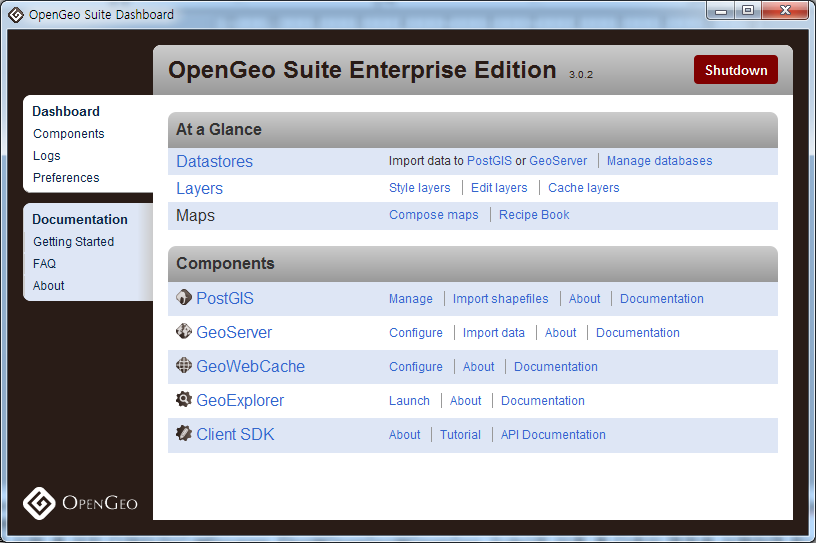 OpenGeo Suite Dashboard
OpenGeo Suite Enterprise Edition 3.0.2
Shutdown
Dashboard
Components
Logs
Preferences
Documentation
Getting Started
FAQ
About
At a Glance
Datastores Import data to PostGIS or GeoServer Manage databases
Layers Style layers Edit layers Cache layers
Maps Compose maps Recipe Book
Components
PostGIS Manage Import shapefiles About Documentation
GeoServer Configure Import data About Documentation
GeoWebCache Configure About Documentation
GeoExplorer Launch About Documentation
Client SDK About Tutorial API Documentation
OpenGeo